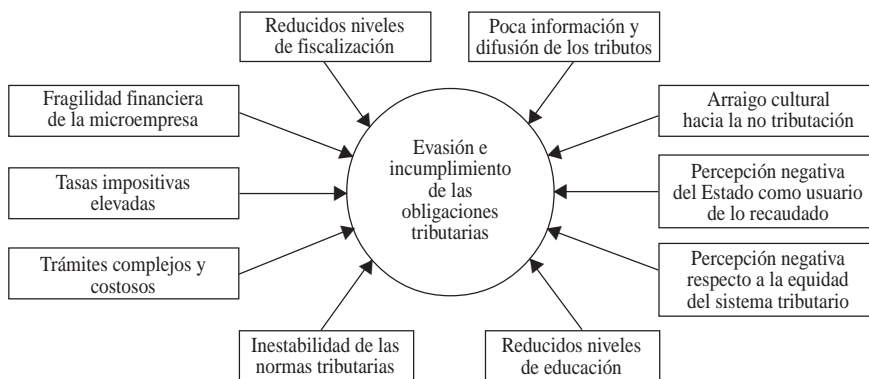 Reducidos niveles
de fiscalización
Poca información y
difusión de los tributos
Fragilidad financiera
de la microempresa
Arraigo cultural
hacia la no tributación
Evasión e
incumplimiento
de las
obligaciones
tributarias
Tasas impositivas
elevadas
Percepción negativa
del Estado como usuario
de lo recaudado
Trámites complejos y
costosos
Percepción negativa
respecto a la equidad
del sistema tributario
Inestabilidad de las
normas tributarias
Reducidos niveles
de educación